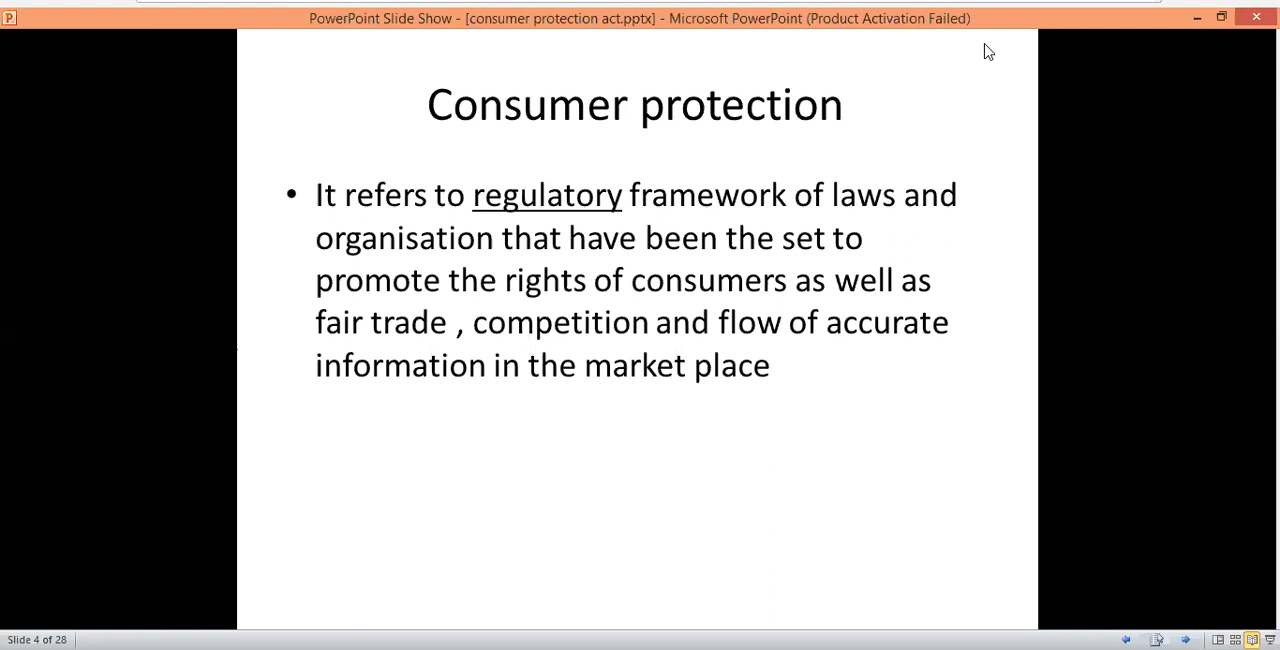 PowerPoint Slide Show - [consumer protection act.pptx] - Microsoft PowerPoint (Product Activation Failed)
Consumer protection
• It refers to regulatory framework of laws and
organisation that have been the set to
promote the rights of consumers as well as
fair trade , competition and flow of accurate
information in the market place
Slide 4 of 28